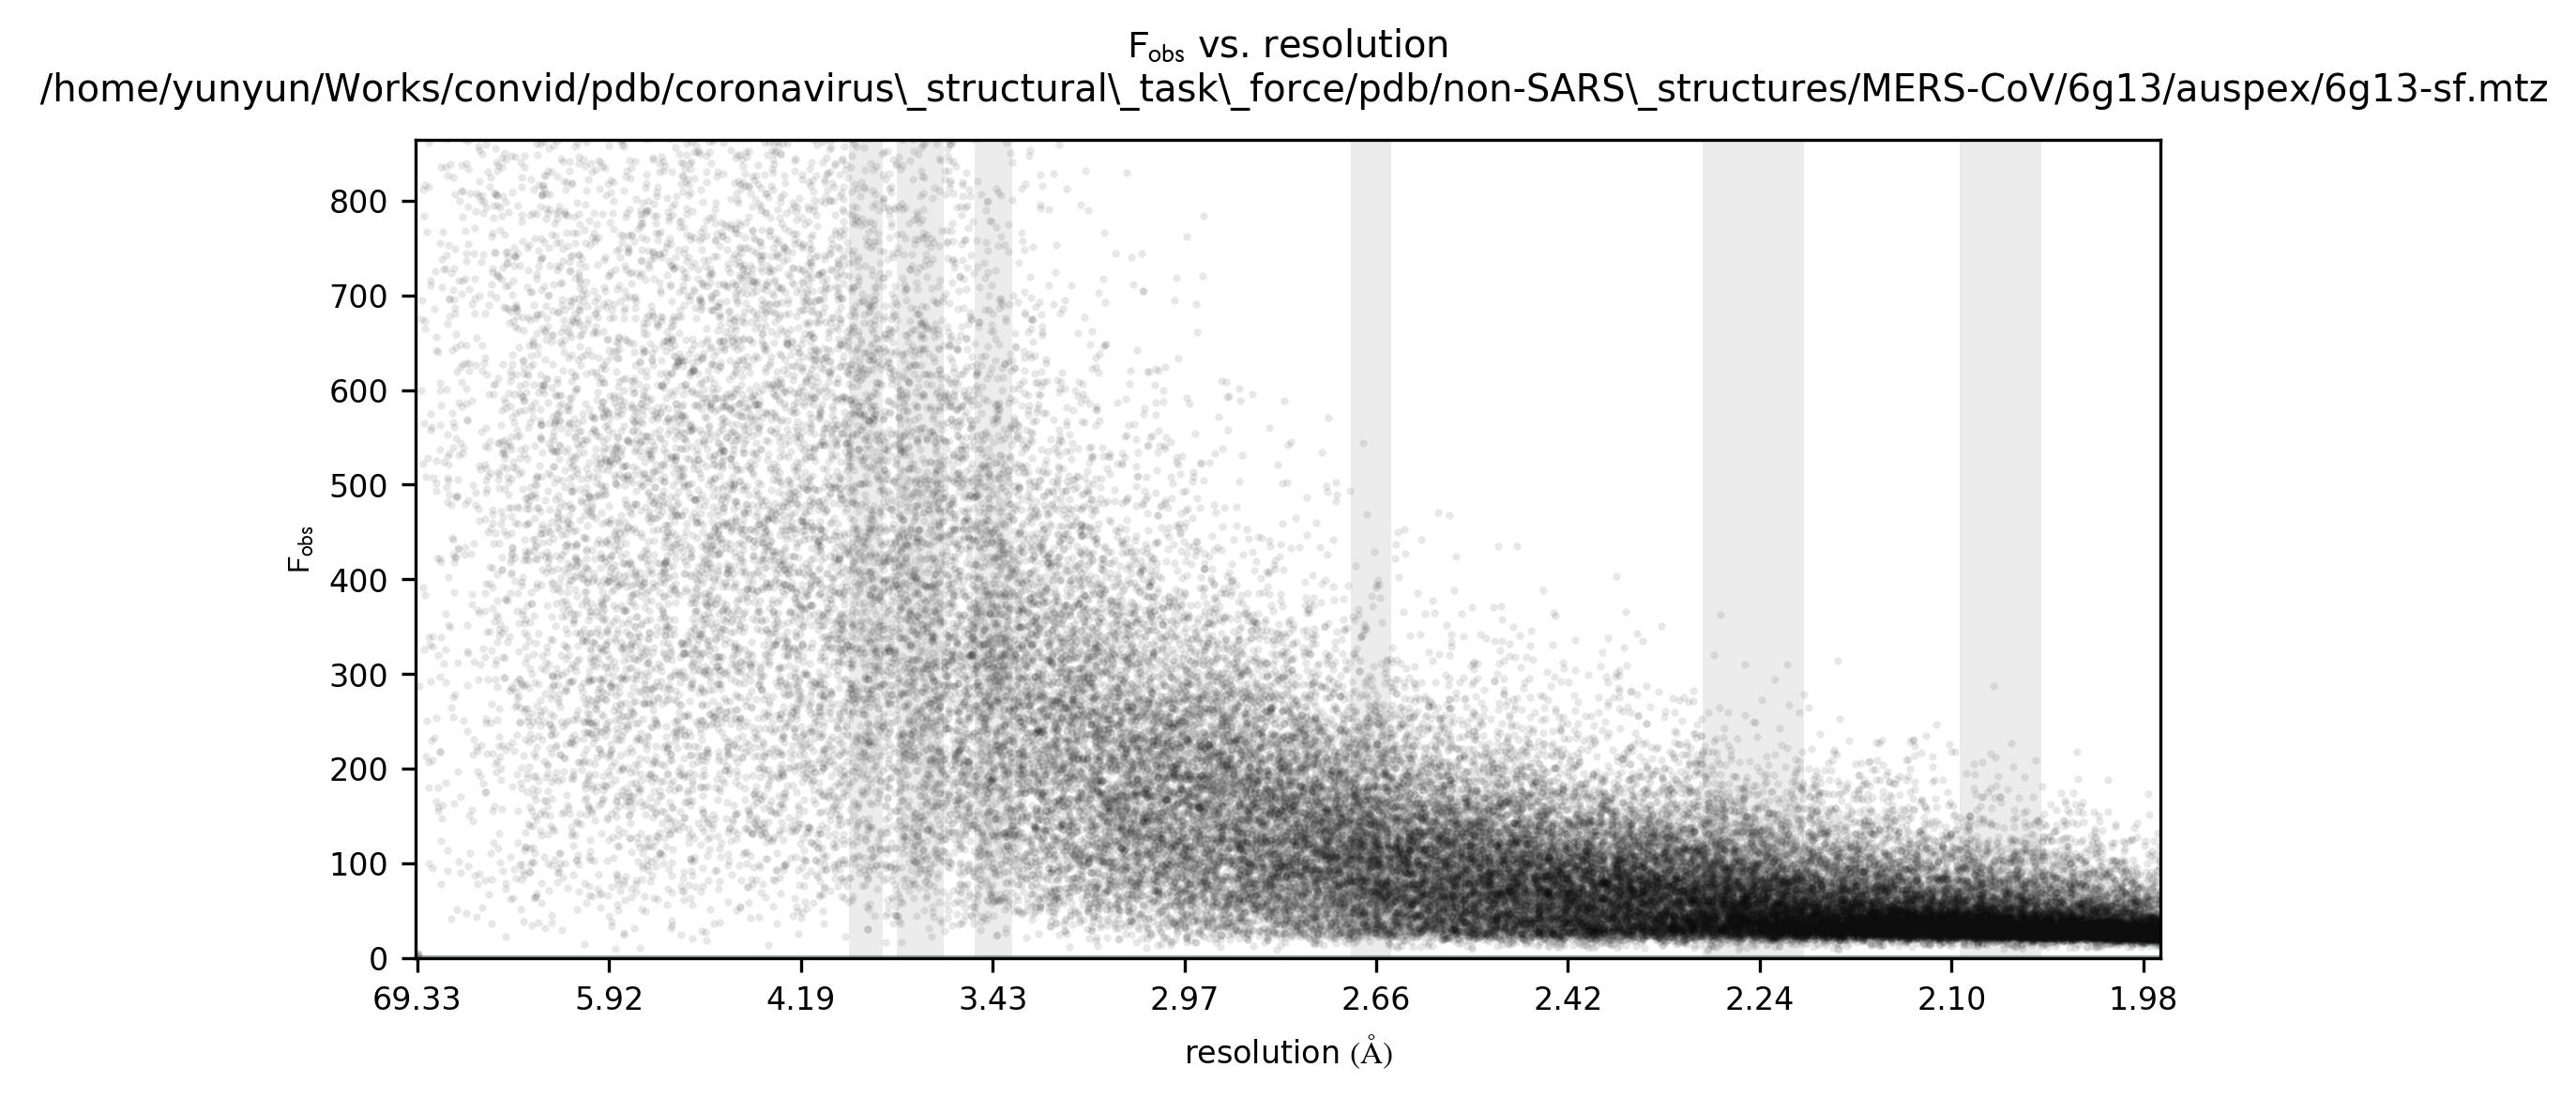 F_obs vs. resolution
/home/yunyun/Works/convid/pdb/coronavirus\_structural\_task\_force/pdb/non-SARS\_structures/MERS-CoV/6g13/auspex/6g13-sf.mtz
800
700
600
500
400
300
200
100
0
F_obs
69.33 5.92 4.19 3.43 2.97 2.66 2.42 2.24 2.10 1.98
resolution (Å)